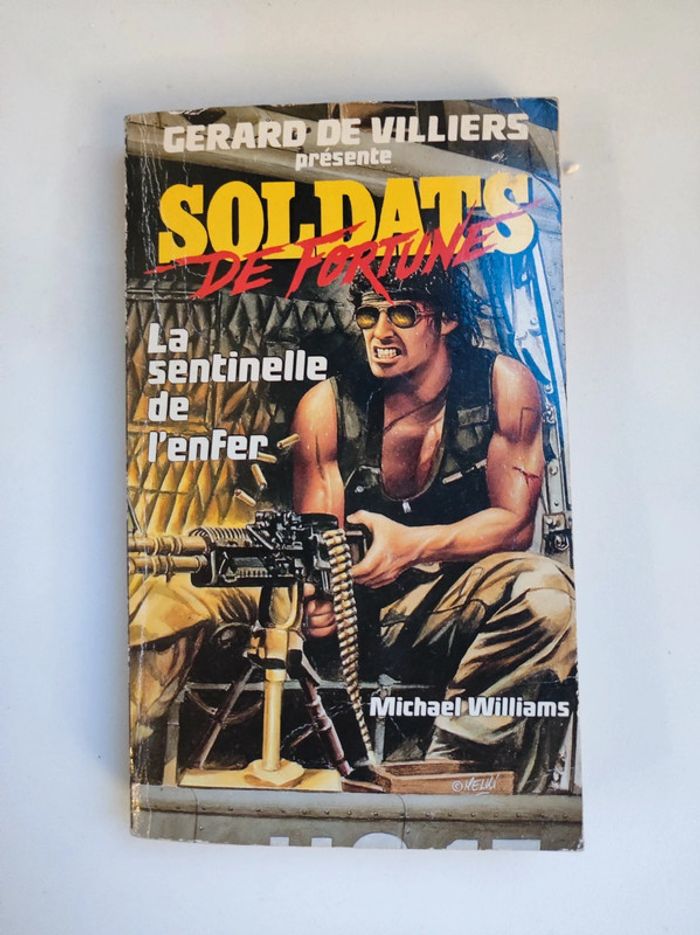 GERARD DE VILLIERS
présente
SOLDATS
DE FORTUNE
La
sentinelle
de
l'enfer
Michael Williams